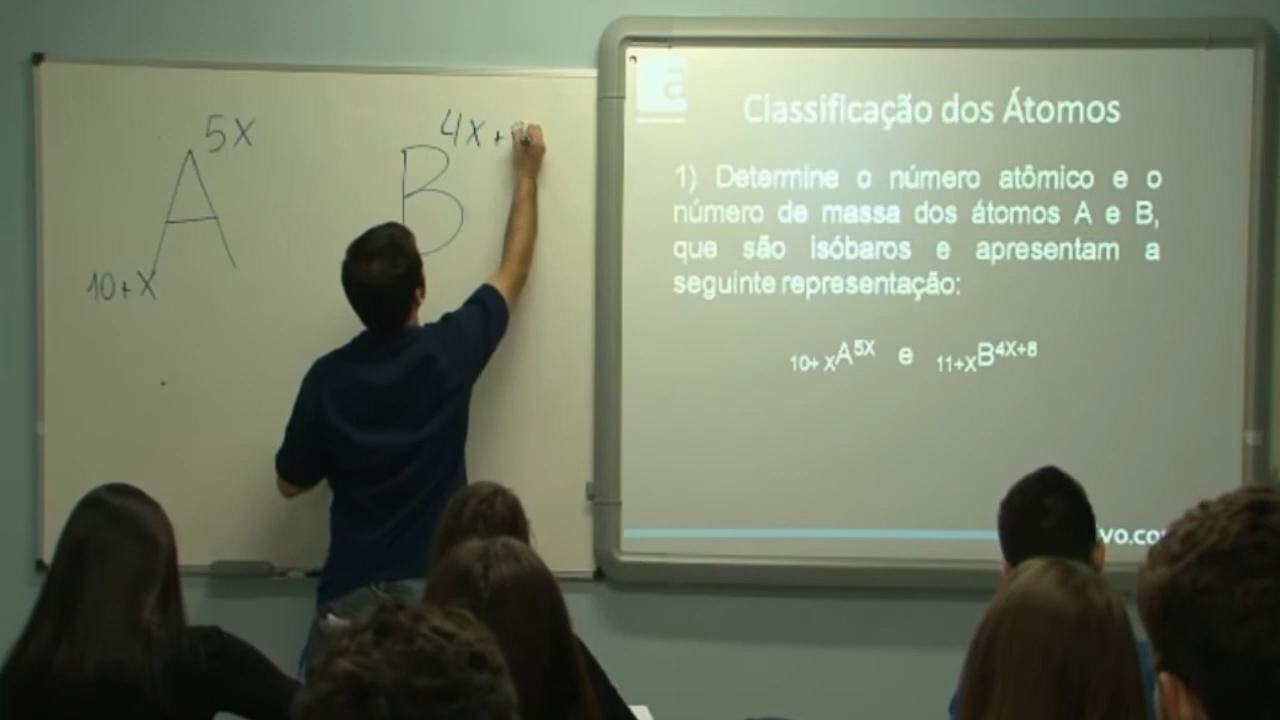 5X
A
10+X
4X+
B
Classificação dos Átomos
1) Determine o número atômico e o
número de massa dos átomos A e B,
que são isóbaros e apresentam a
seguinte representação:
10+ XA5X e 11+XB4X+8
vo.co